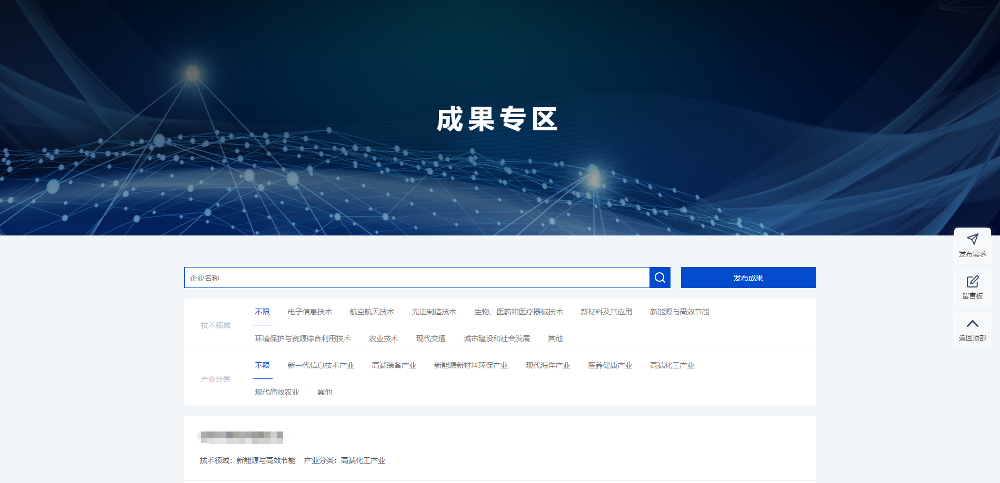 成果专区
企业名称
发布成果
技术领域
不限 电子信息技术 航空航天技术 先进制造技术 生物、医药和医疗器械技术 新材料及其应用 新能源与高效节能
环境保护与资源综合利用技术 农业技术 现代交通 城市建设和社会发展 其他
产业分类
不限 新一代信息技术产业 高端装备产业 新能源新材料环保产业 现代海洋产业 医养健康产业 高端化工产业
现代高效农业 其他
技术领域：新能源与高效节能 产业分类：高端化工产业
发布需求
留言板
返回顶部